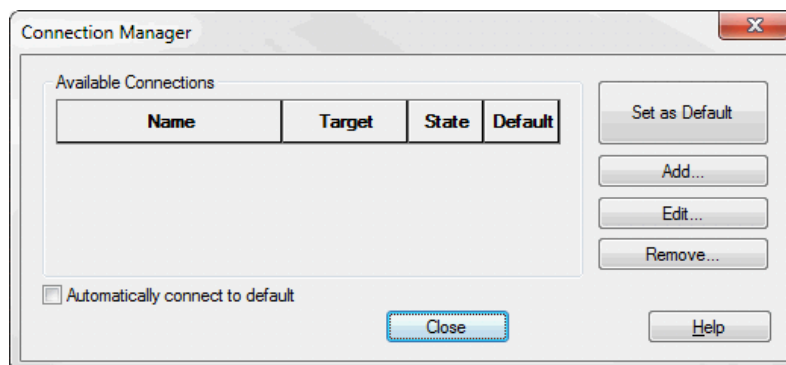 Connection Manager
Available Connections
Name Target State Default
Set as Default
Add...
Edit...
Remove...
Automatically connect to default
Close
Help